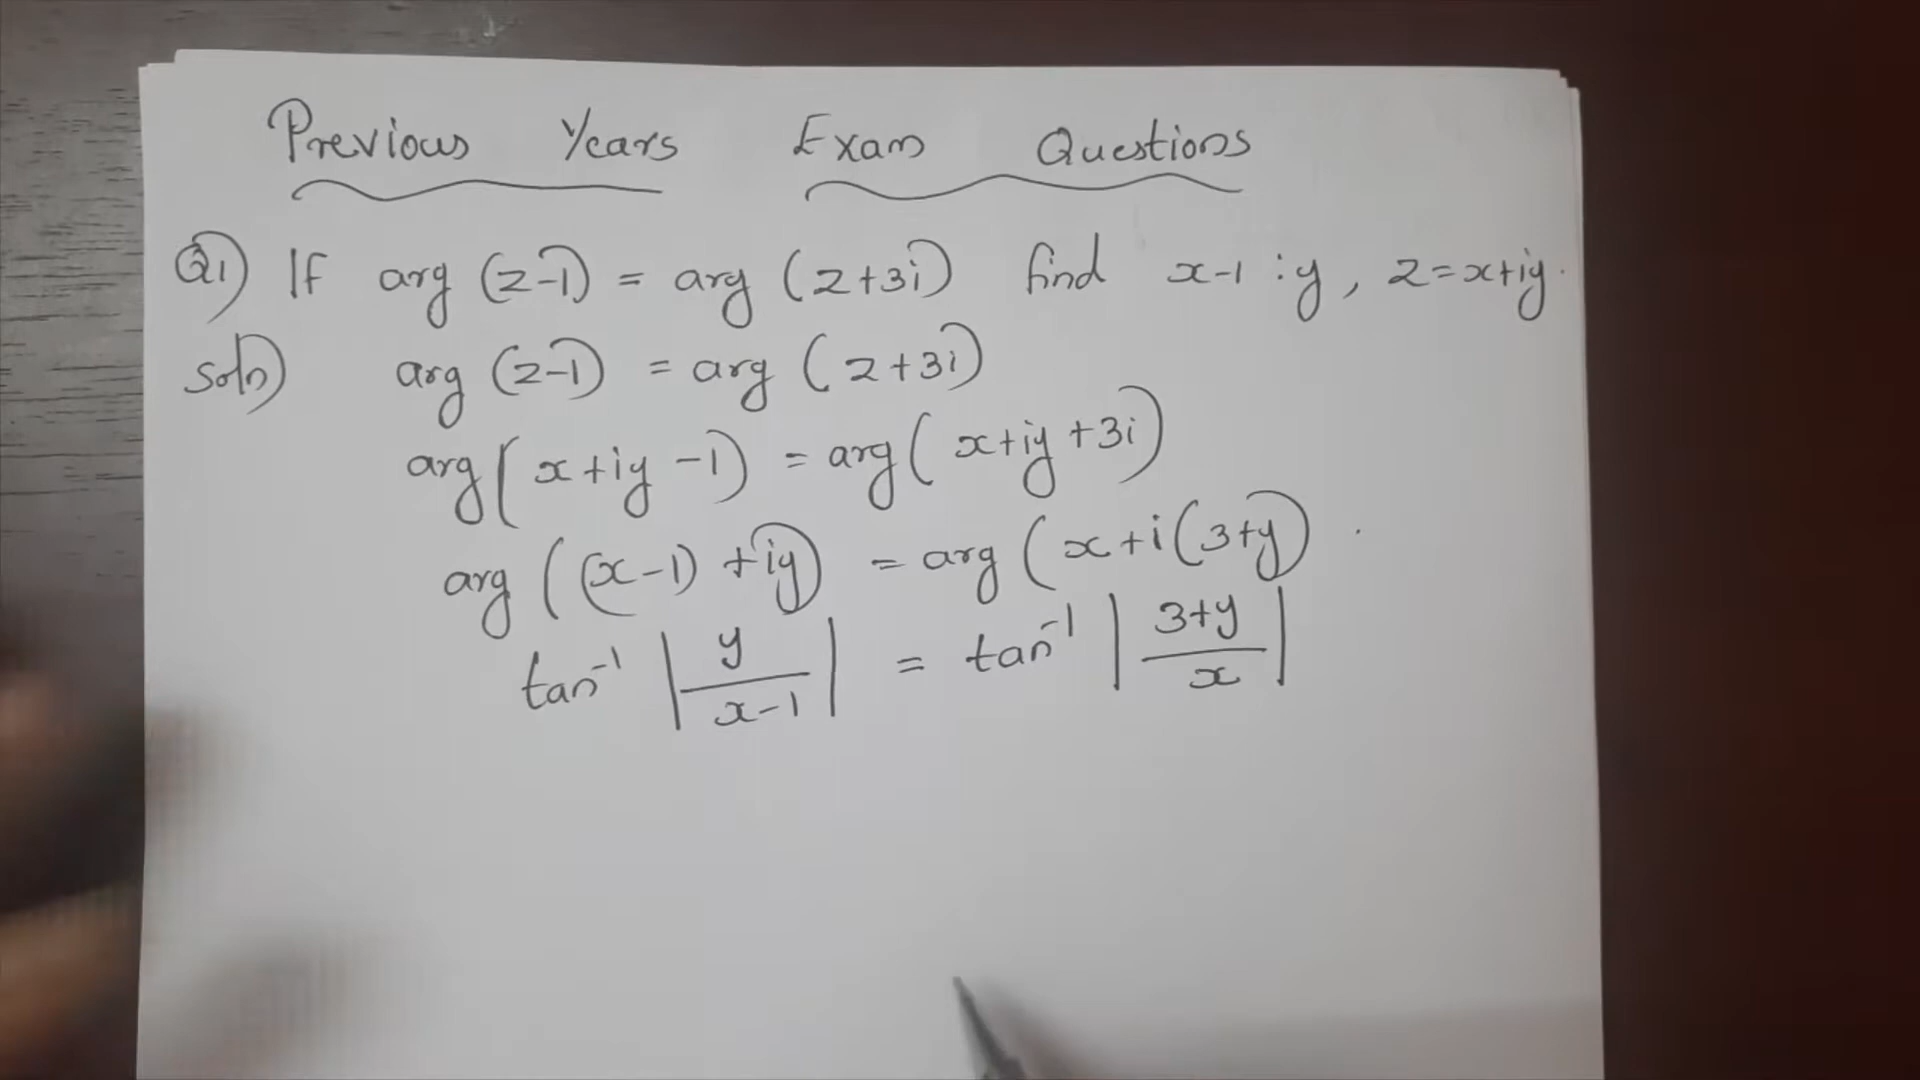 Previous Years Exam Questions
Q1) If arg (z-1) = arg (z+3i) find x-1 : y, z=x+iy.
Soln) arg (z-1) = arg (z+3i)
arg (x+iy -1) = arg (x+iy +3i)
arg ((x-1) +iy) = arg (x+i(3+y)
tan⁻¹ |y/(x-1)| = tan⁻¹ |(3+y)/x|